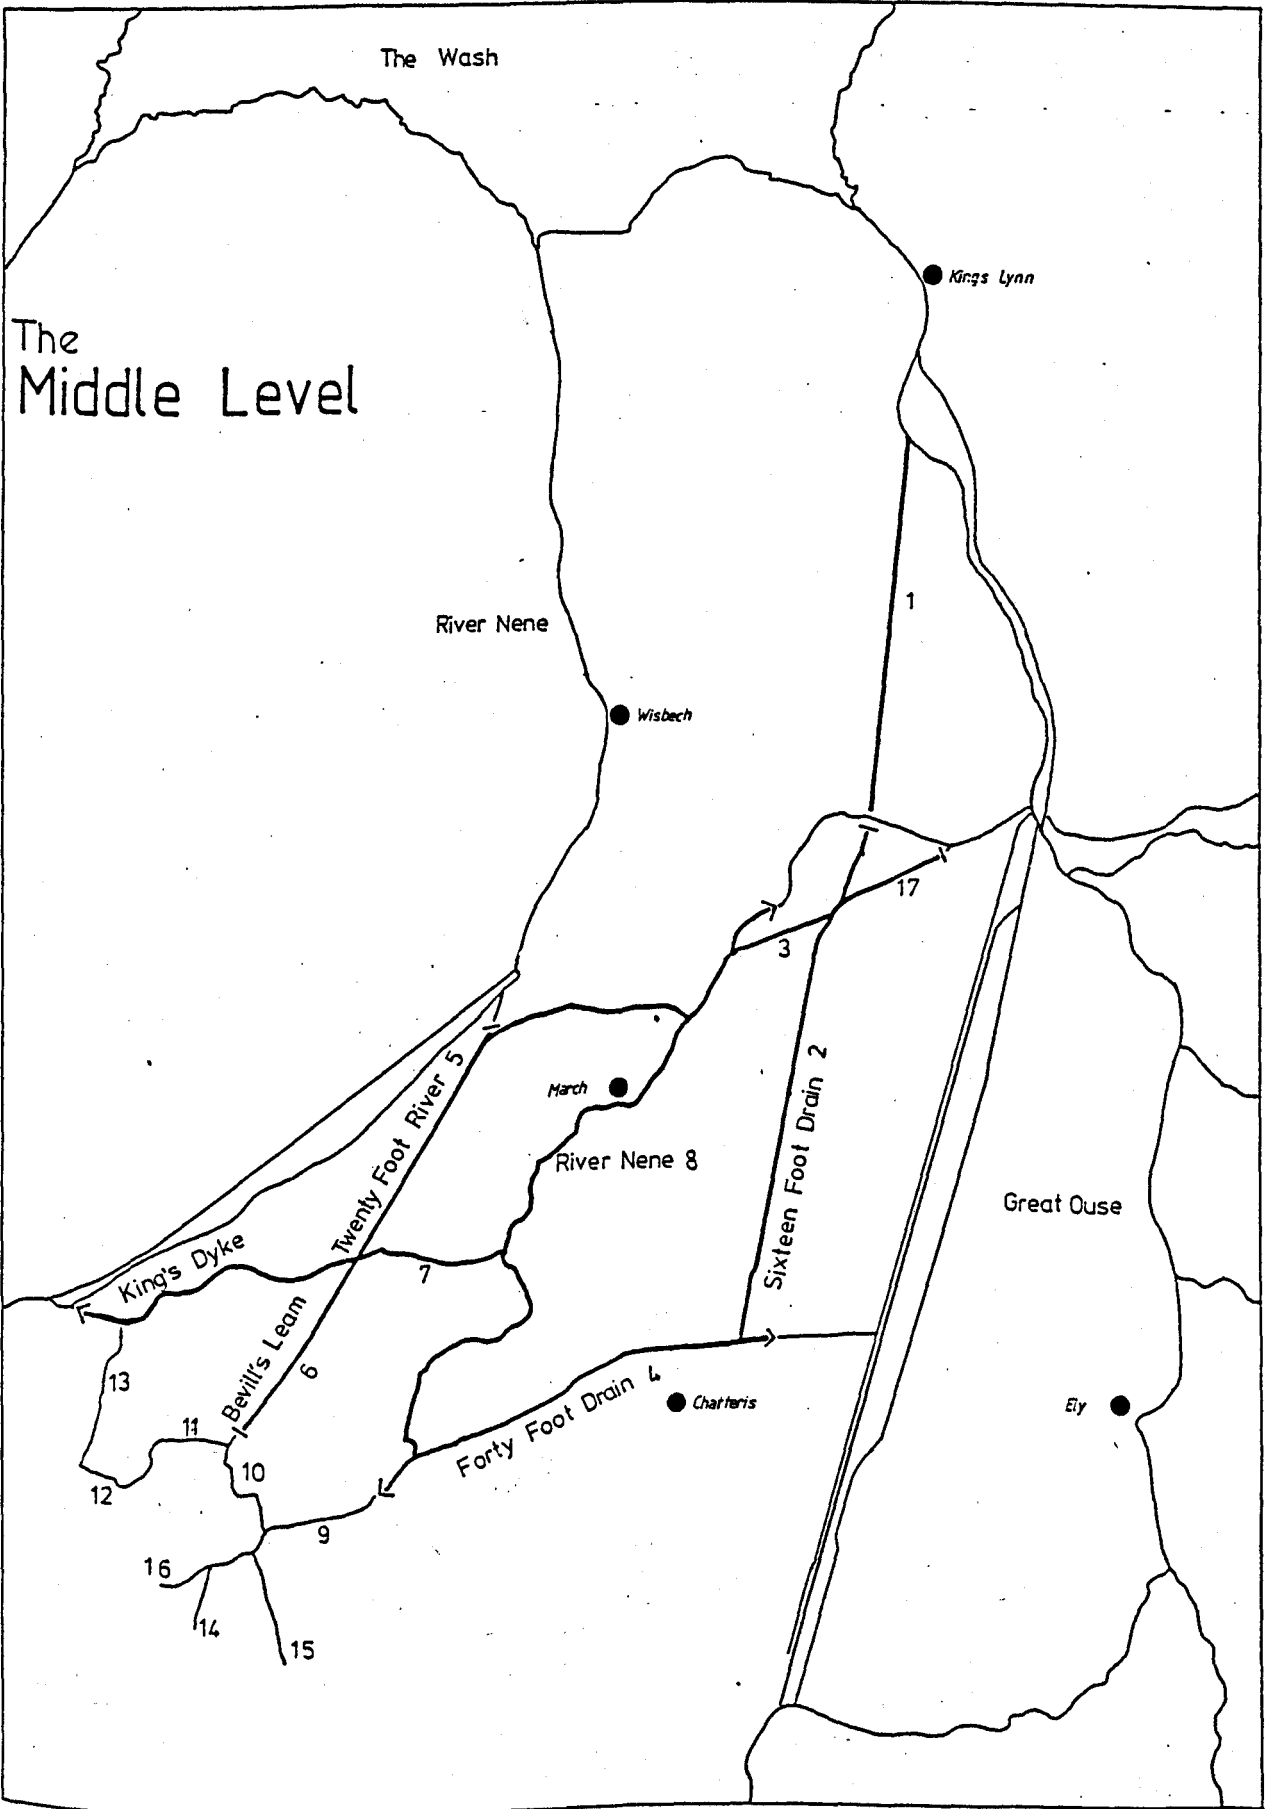 The Wash
Kings Lynn
The
Middle Level
1
River Nene
Wisbech
17
3
Twenty Foot River 5
March
River Nene 8
Sixteen Foot Drain 2
Great Ouse
King's Dyke
7
Bevill's Leam
6
13
Forty Foot Drain 4
Chatteris
Ely
11
10
12
9
16
14
15